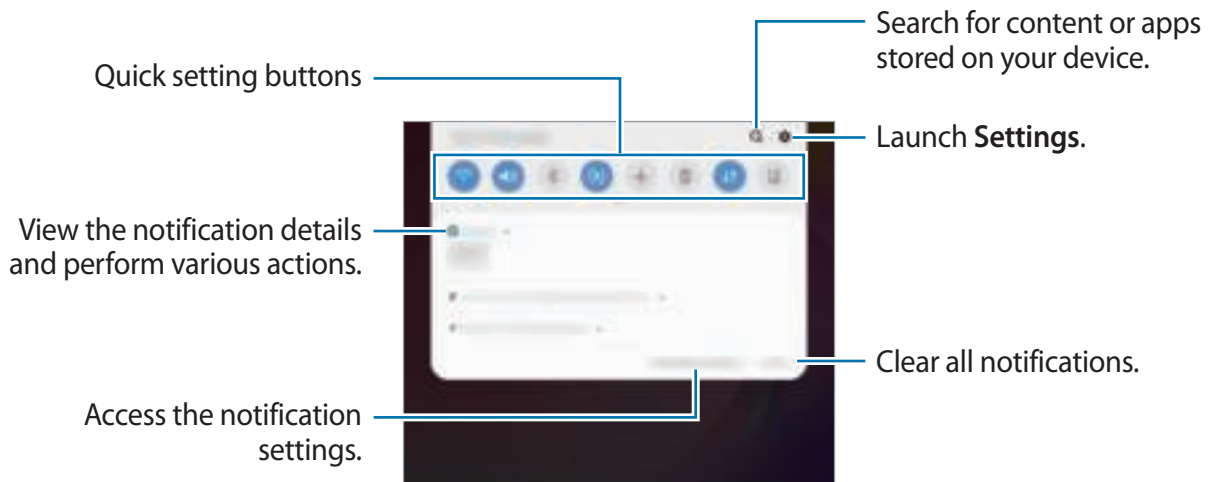 Search for content or apps
stored on your device.
Quick setting buttons
Launch Settings.
View the notification details
and perform various actions.
Clear all notifications.
Access the notification
settings.